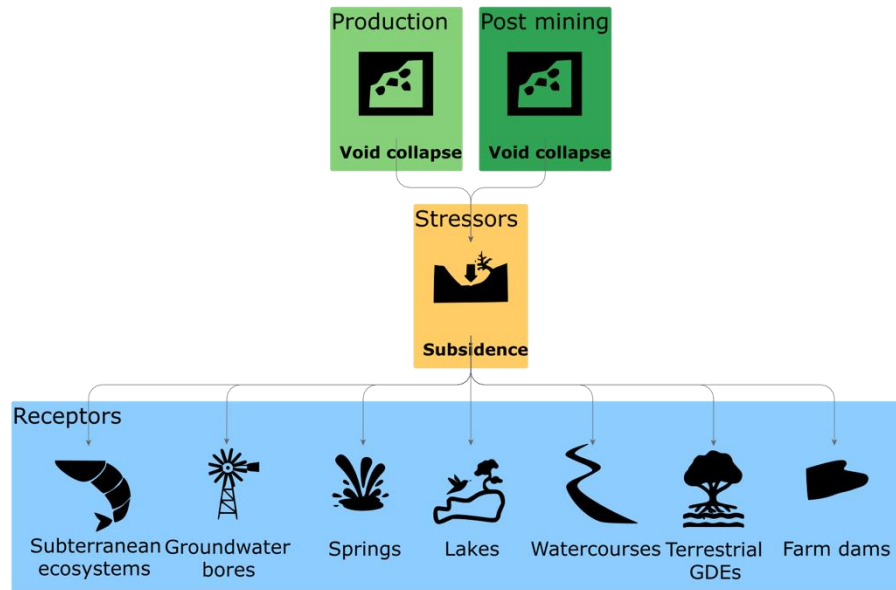 Production
Post mining
Void collapse
Void collapse
Stressors
Subsidence
Receptors
Subterranean
ecosystems
Groundwater
bores
Springs
Lakes
Watercourses
Terrestrial
GDEs
Farm dams